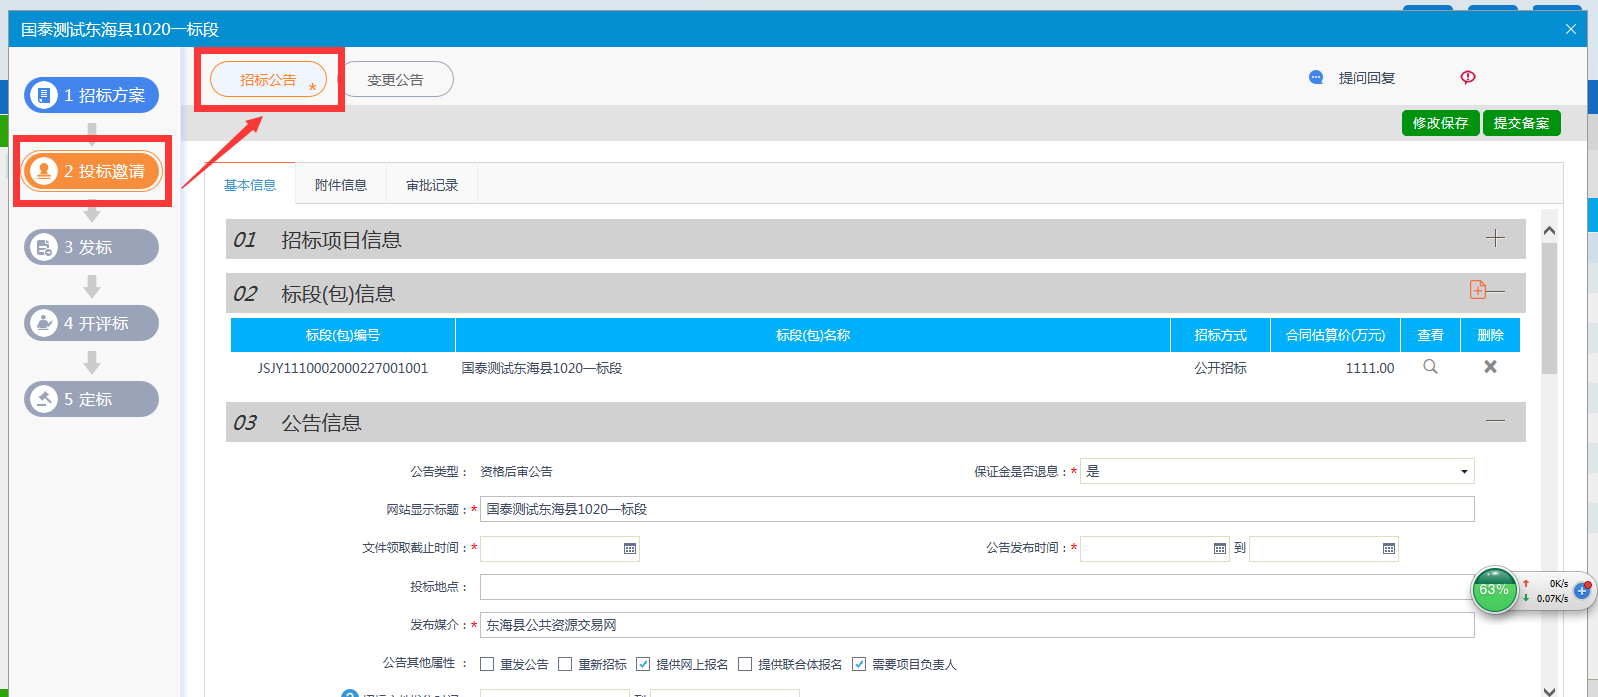 国泰测试东海县1020一标段
1 招标方案
2 投标邀请
3 发标
4 开评标
5 定标
招标公告 *
变更公告
提问回复
修改保存
提交备案
基本信息
附件信息
审批记录
01 招标项目信息
02 标段(包)信息
标段(包)编号 标段(包)名称 招标方式 合同估算价(万元) 查看 删除
JSJY1110002000227001001 国泰测试东海县1020一标段 公开招标 1111.00
03 公告信息
公告类型： 资格后审公告 保证金是否退息：* 是
网站显示标题：* 国泰测试东海县1020一标段
文件领取截止时间：* 公告发布时间：* 到
投标地点：
发布媒介：* 东海县公共资源交易网
公告其他属性： 重发公告 重新招标 提供网上报名 提供联合体报名 需要项目负责人
63%
0K/s
0.07K/s